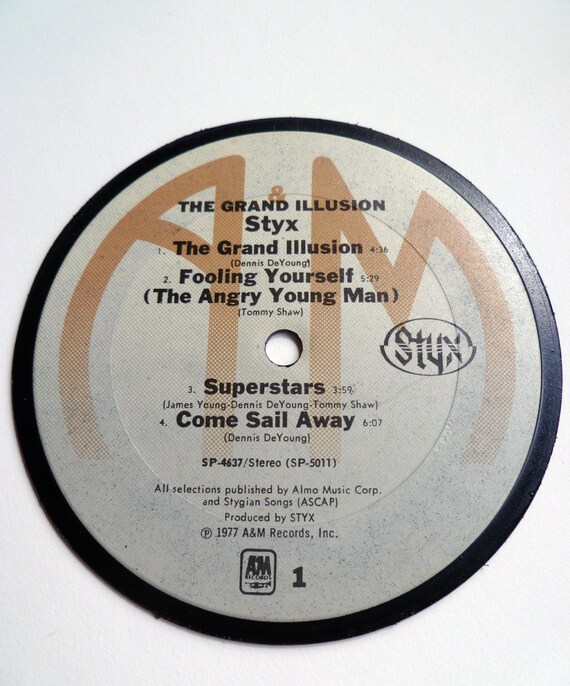 A&M
THE GRAND ILLUSION
Styx
1. The Grand Illusion 4:36
(Dennis DeYoung)
2. Fooling Yourself 5:29
(The Angry Young Man)
(Tommy Shaw)
Styx
3. Superstars 3:59
(James Young-Dennis DeYoung-Tommy Shaw)
4. Come Sail Away 6:07
(Dennis DeYoung)
SP-4637/Stereo (SP-5011)
All selections published by Almo Music Corp.
and Stygian Songs (ASCAP)
Produced by STYX
℗ 1977 A&M Records, Inc.
A&M
RECORDS
1